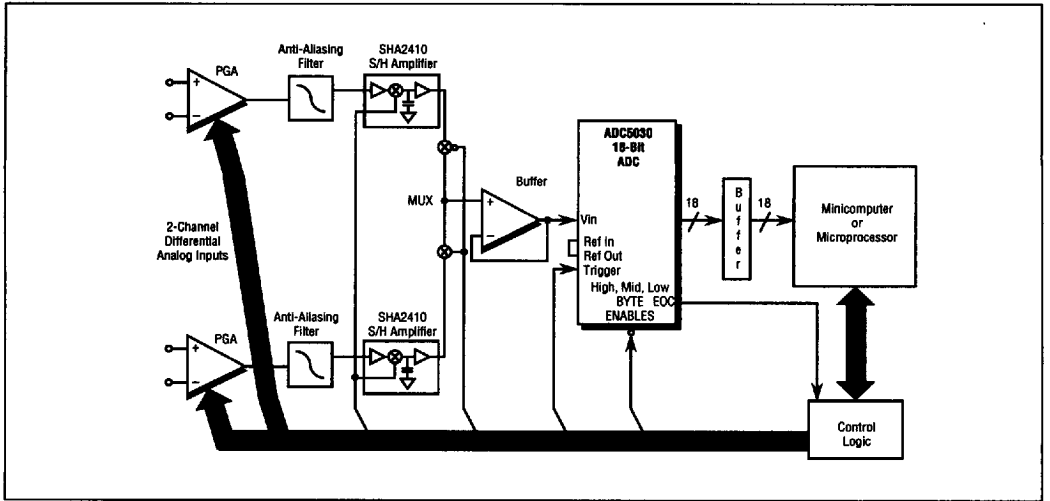 PGA
Anti-Aliasing
Filter
SHA2410
S/H Amplifier
+
−
MUX
Buffer
+
−
2-Channel
Differential
Analog Inputs
ADC5030
18-Bit
ADC
Vin
Ref In
Ref Out
Trigger
High, Mid, Low
BYTE EOC
ENABLES
18
Buffer
18
Minicomputer
or
Microprocessor
PGA
Anti-Aliasing
Filter
SHA2410
S/H Amplifier
+
−
Control
Logic